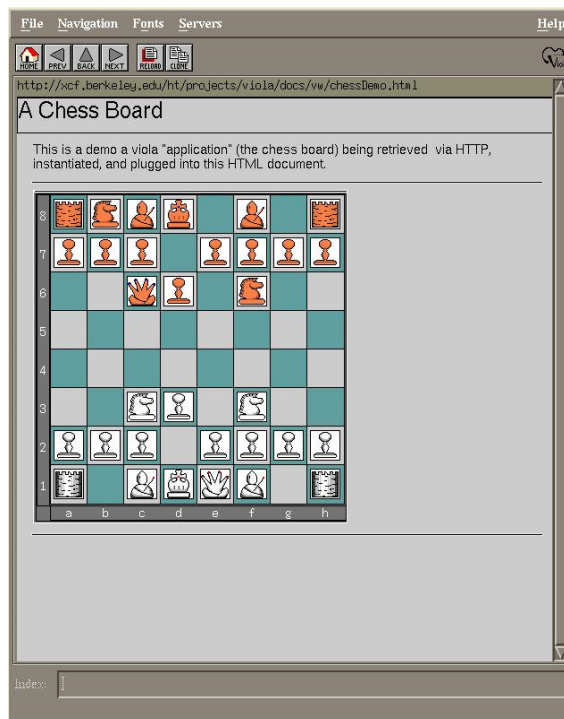 File Navigation Fonts Servers Help
HOME PREV BACK NEXT RELOAD CLONE
http://xcf.berkeley.edu/ht/projects/viola/docs/vw/chessDemo.html
A Chess Board
This is a demo a viola "application" (the chess board) being retrieved via HTTP,
instantiated, and plugged into this HTML document.
8
7
6
5
4
3
2
1
a b c d e f g h
Index: